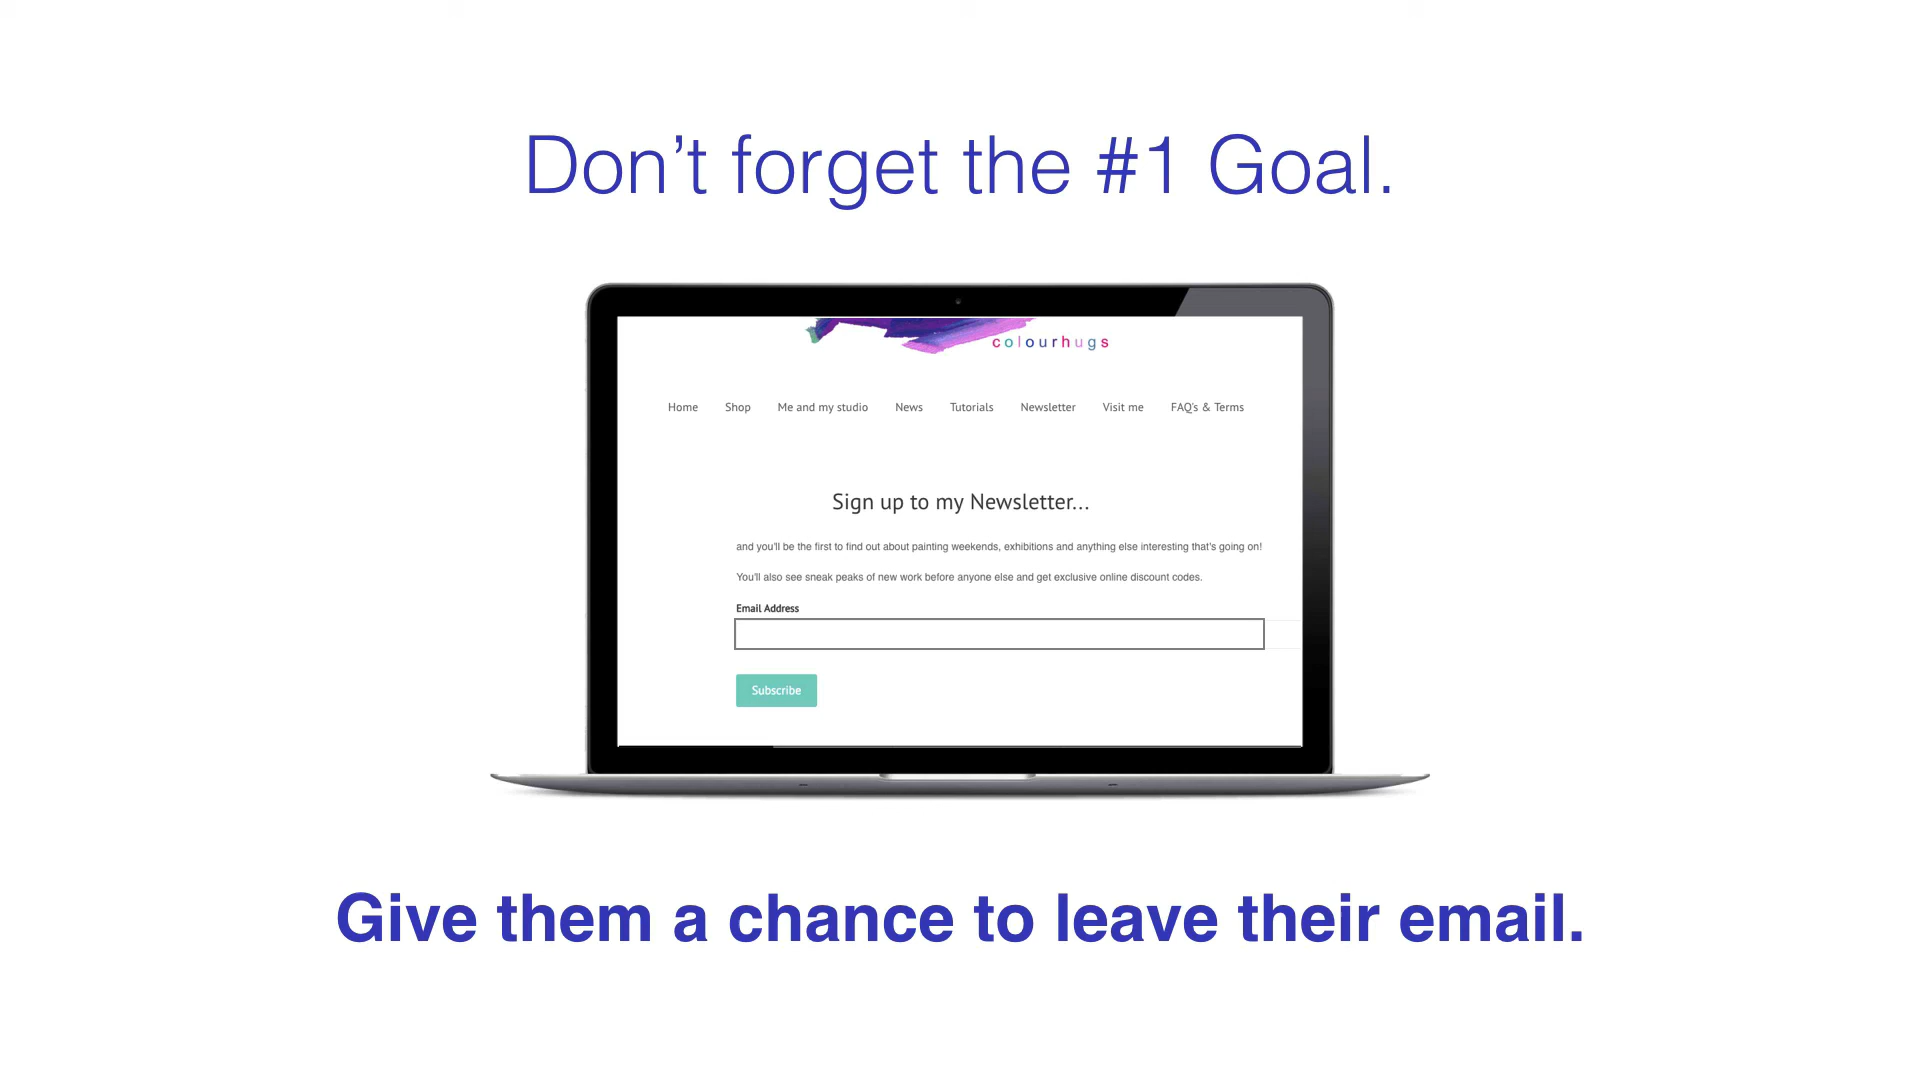 Don’t forget the #1 Goal.
colourhugs
Home Shop Me and my studio News Tutorials Newsletter Visit me FAQ's & Terms
Sign up to my Newsletter...
and you'll be the first to find out about painting weekends, exhibitions and anything else interesting that's going on!
You'll also see sneak peaks of new work before anyone else and get exclusive online discount codes.
Email Address
Subscribe
Give them a chance to leave their email.